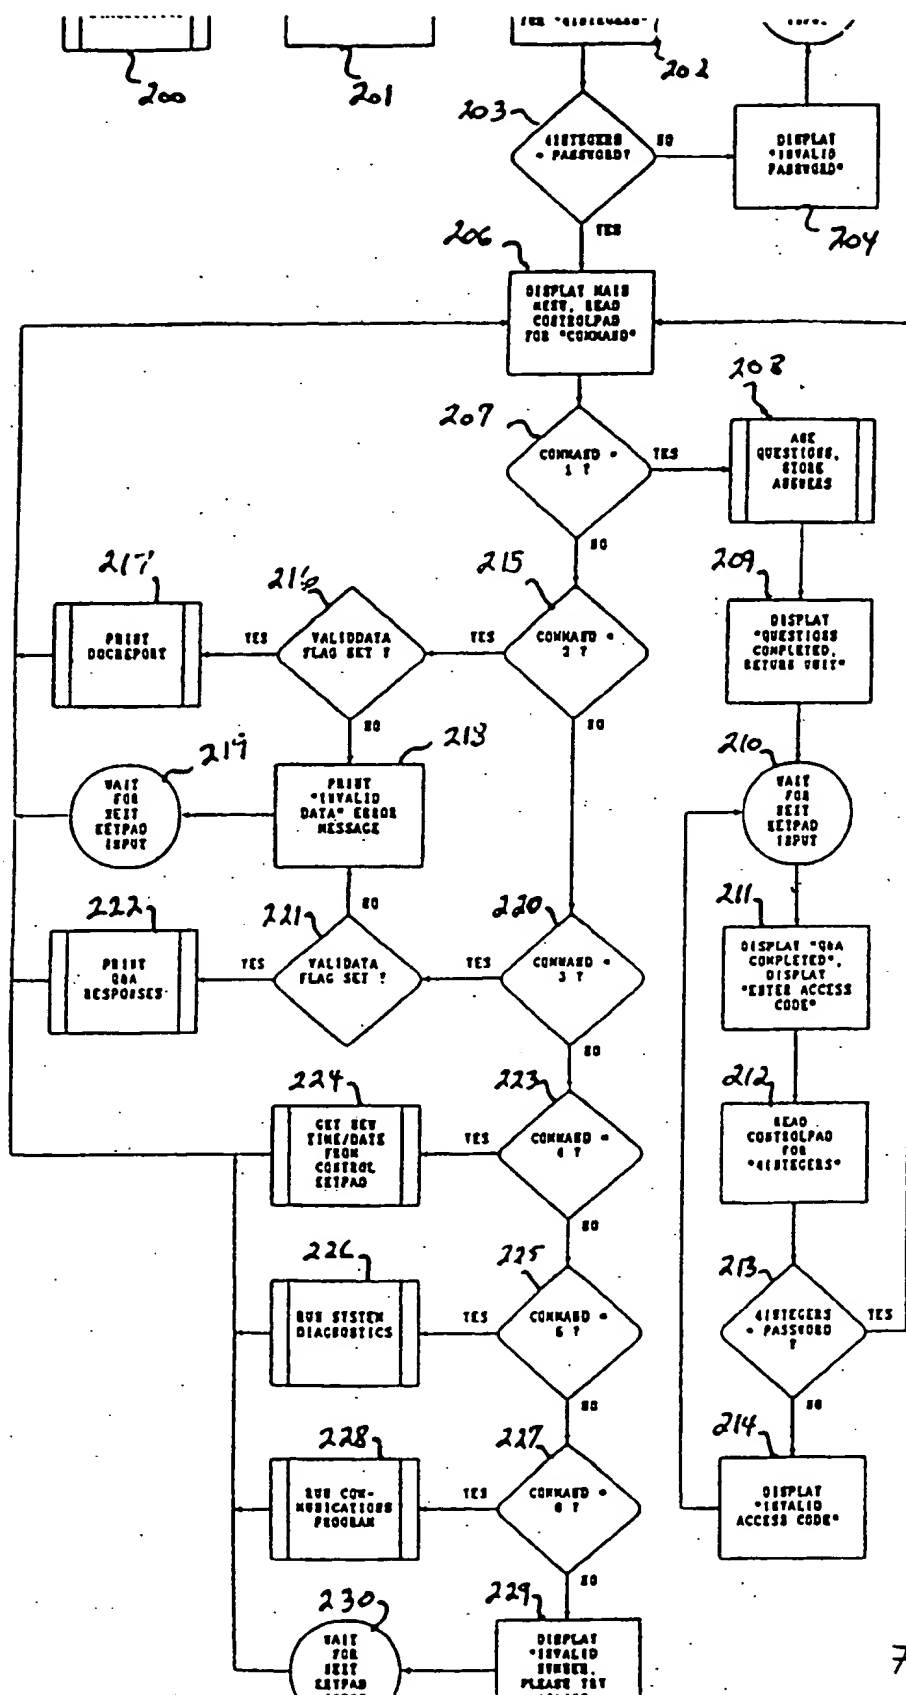 200
201
202
203
4INTEGERS
= PASSWORD?
NO
DISPLAY
"INVALID
PASSWORD"
204
YES
206
DISPLAY MAIN
MENU, READ
CONTROLPAD
FOR "COMMAND"
207
COMMAND =
1 ?
YES
208
ASK
QUESTIONS,
STORE
ANSWERS
NO
209
DISPLAY
"QUESTIONS
COMPLETED,
RETURN UNIT"
215
COMMAND =
2 ?
YES
216
VALIDDATA
FLAG SET ?
YES
217
PRINT
DOCREPORT
NO
NO
218
PRINT
"INVALID
DATA" ERROR
MESSAGE
219
WAIT
FOR
NEXT
KEYPAD
INPUT
210
WAIT
FOR
NEXT
KEYPAD
INPUT
211
DISPLAY "Q&A
COMPLETED",
DISPLAY
"ENTER ACCESS
CODE"
220
COMMAND =
3 ?
YES
221
NO
VALIDATA
FLAG SET ?
YES
222
PRINT
Q&A
RESPONSES
NO
212
READ
CONTROLPAD
FOR
"4INTEGERS"
223
COMMAND =
4 ?
YES
224
GET NEW
TIME/DATE
FROM
CONTROL
KEYPAD
NO
213
4INTEGERS
= PASSWORD
?
YES
NO
225
COMMAND =
5 ?
YES
226
RUN SYSTEM
DIAGNOSTICS
NO
214
DISPLAY
"INVALID
ACCESS CODE"
227
COMMAND =
6 ?
YES
228
RUN COM-
MUNICATIONS
PROGRAM
NO
229
DISPLAY
"INVALID
NUMBER,
PLEASE TRY
230
WAIT
FOR
NEXT
KEYPAD
7